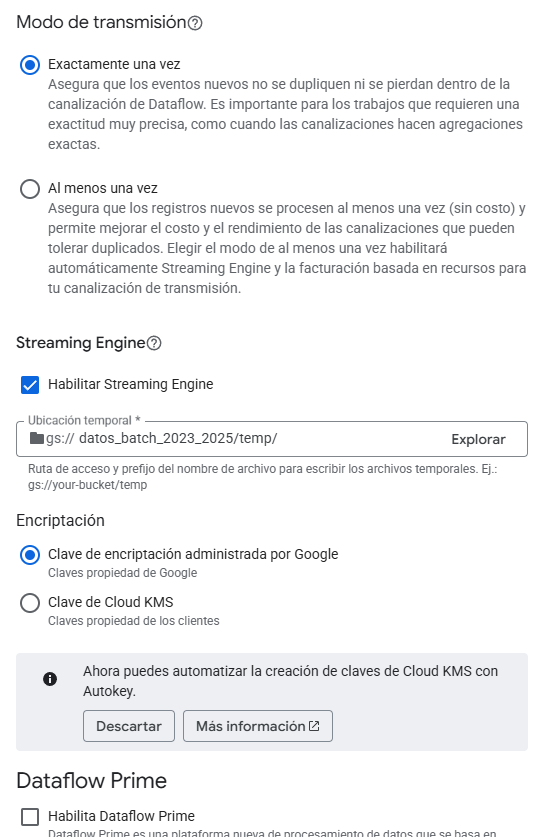 Modo de transmisión
Exactamente una vez
Asegura que los eventos nuevos no se dupliquen ni se pierdan dentro de la
canalización de Dataflow. Es importante para los trabajos que requieren una
exactitud muy precisa, como cuando las canalizaciones hacen agregaciones
exactas.
Al menos una vez
Asegura que los registros nuevos se procesen al menos una vez (sin costo) y
permite mejorar el costo y el rendimiento de las canalizaciones que pueden
tolerar duplicados. Elegir el modo de al menos una vez habilitará
automáticamente Streaming Engine y la facturación basada en recursos para
tu canalización de transmisión.
Streaming Engine
Habilitar Streaming Engine
Ubicación temporal *
gs:// datos_batch_2023_2025/temp/ Explorar
Ruta de acceso y prefijo del nombre de archivo para escribir los archivos temporales. Ej.:
gs://your-bucket/temp
Encriptación
Clave de encriptación administrada por Google
Claves propiedad de Google
Clave de Cloud KMS
Claves propiedad de los clientes
Ahora puedes automatizar la creación de claves de Cloud KMS con
Autokey.
Descartar Más información
Dataflow Prime
Habilita Dataflow Prime
Dataflow Prime es una plataforma nueva de procesamiento de datos que se basa en